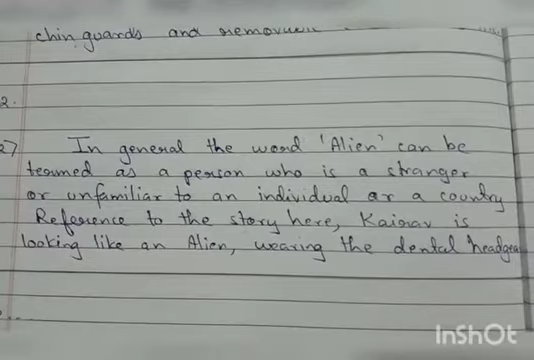 chin guards and
2.
27 In general the word 'Alien' can be
teamed as a person who is a stranger
or unfamiliar to an individual or a country
Reference to the story here, Kairav is
looking like an Alien, wearing the dental headgear
InShOt